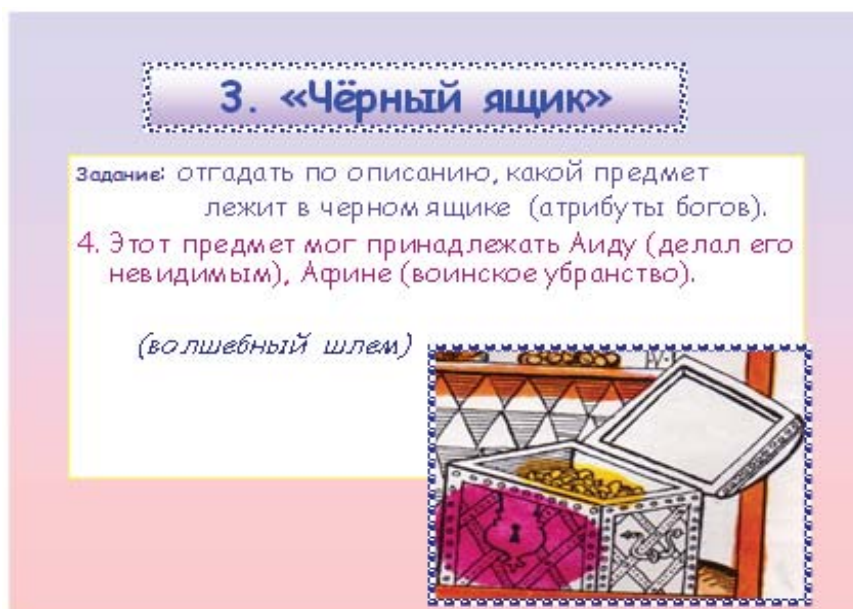 3. «Чёрный ящик»
Задание: отгадать по описанию, какой предмет
лежит в черном ящике (атрибуты богов).
4. Этот предмет мог принадлежать Аиду (делал его
невидимым), Афине (воинское убранство).
(волшебный шлем)